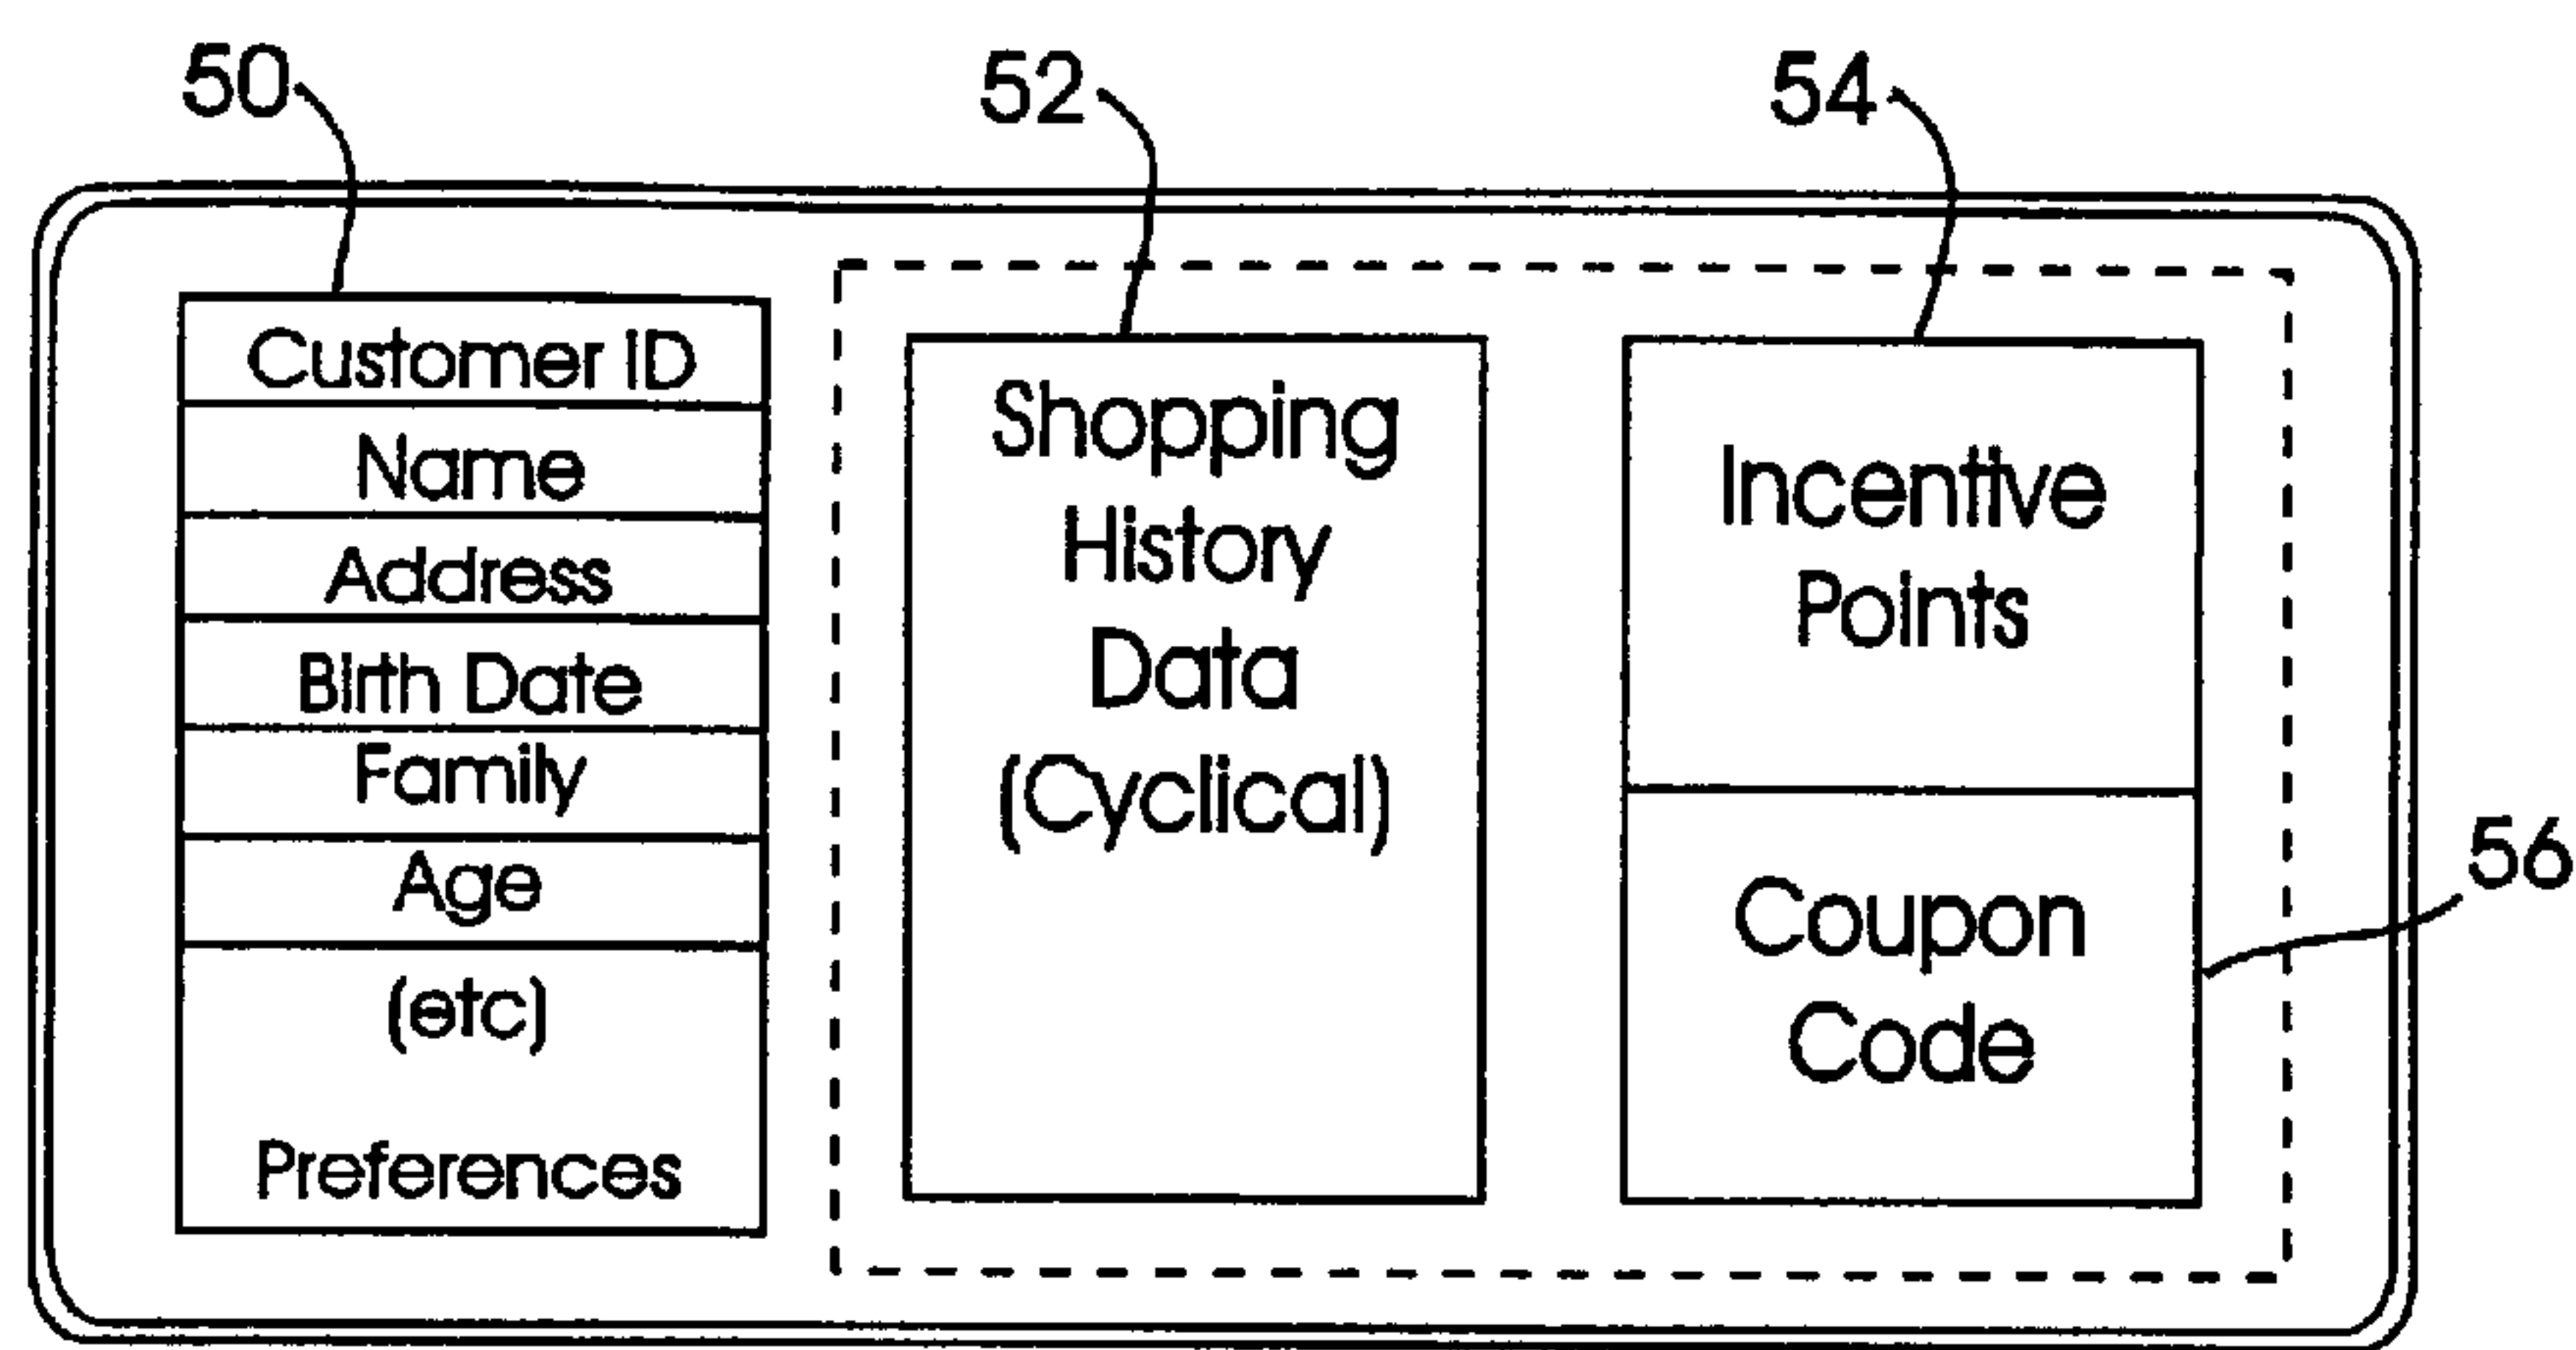 50
52
54
Customer ID
Name
Address
Birth Date
Family
Age
(etc)
Preferences
Shopping
History
Data
(Cyclical)
Incentive
Points
56
Coupon
Code